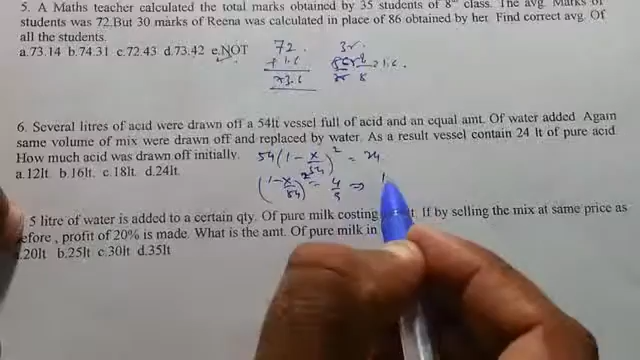 5. A Maths teacher calculated the total marks obtained by 35 students of 8th class. The avg. Marks of
students was 72.But 30 marks of Reena was calculated in place of 86 obtained by her. Find correct avg. Of
all the students.
a.73.14 b.74.31 c.72.43 d.73.42 e.NOT
72
+1.6
73.6
6. Several litres of acid were drawn off a 54lt vessel full of acid and an equal amt. Of water added. Again
same volume of mix were drawn off and replaced by water. As a result vessel contain 24 lt of pure acid.
How much acid was drawn off initially. 54(1-x/54)^2 = 24
a.12lt b.16lt c.18lt d.24lt. (1-x/54)^2 = 4/9 ⇒ 1
5 litre of water is added to a certain qty. Of pure milk costing If by selling the mix at same price as
before, profit of 20% is made. What is the amt. Of pure milk in
a.20lt b.25lt c.30lt d.35lt